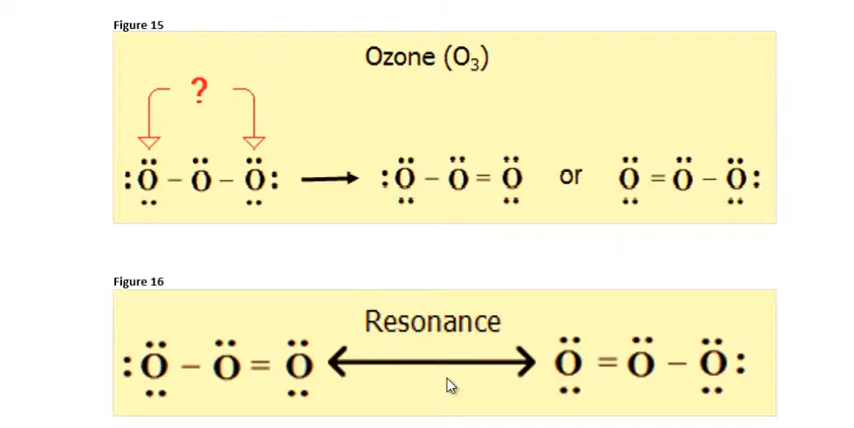 Figure 15
Ozone (O₃)
?
:Ö – Ö – Ö: → :Ö – Ö = Ö or Ö = Ö – Ö:
Figure 16
Resonance
:Ö – Ö = Ö ↔ Ö = Ö – Ö: